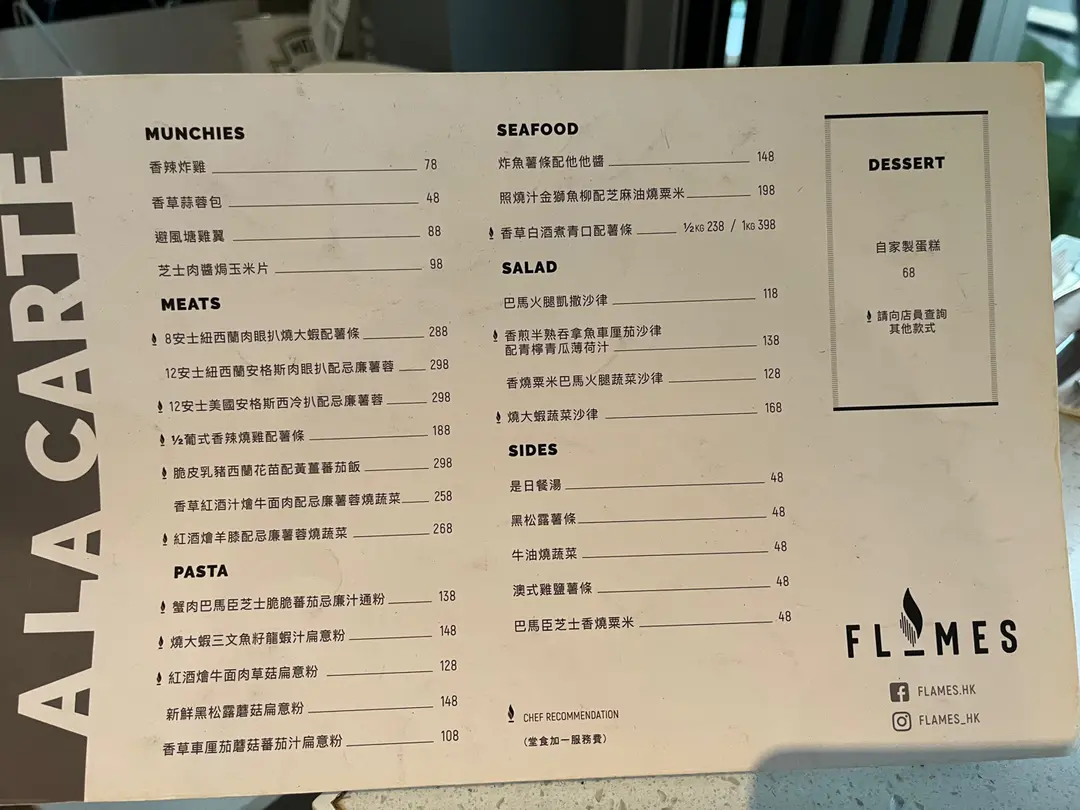 A LA CARTE
MUNCHIES
香辣炸雞 78
香草蒜蓉包 48
避風塘雞翼 88
芝士肉醬焗玉米片 98
MEATS
8安士紐西蘭肉眼扒燒大蝦配薯條 288
12安士紐西蘭安格斯肉眼扒配忌廉薯蓉 298
12安士美國安格斯西冷扒配忌廉薯蓉 298
½葡式香辣燒雞配薯條 188
脆皮乳豬西蘭花苗配黃薑蕃茄飯 298
香草紅酒汁燴牛面肉配忌廉薯蓉燒蔬菜 258
紅酒燴羊膝配忌廉薯蓉燒蔬菜 268
PASTA
蟹肉巴馬臣芝士脆脆蕃茄忌廉汁通粉 138
燒大蝦三文魚籽龍蝦汁扁意粉 148
紅酒燴牛面肉草菇扁意粉 128
新鮮黑松露蘑菇扁意粉 148
香草車厘茄蘑菇蕃茄汁扁意粉 108
SEAFOOD
炸魚薯條配他他醬 148
照燒汁金獅魚柳配芝麻油燒粟米 198
香草白酒煮青口配薯條 ½KG 238 / 1KG 398
SALAD
巴馬火腿凱撒沙律 118
香煎半熟吞拿魚車厘茄沙律
配青檸青瓜薄荷汁 138
香燒粟米巴馬火腿蔬菜沙律 128
燒大蝦蔬菜沙律 168
SIDES
是日餐湯 48
黑松露薯條 48
牛油燒蔬菜 48
澳式雞鹽薯條 48
巴馬臣芝士香燒粟米 48
CHEF RECOMMENDATION
(堂食加一服務費)
DESSERT
自家製蛋糕
68
請向店員查詢
其他款式
FLAMES
FLAMES.HK
FLAMES_HK